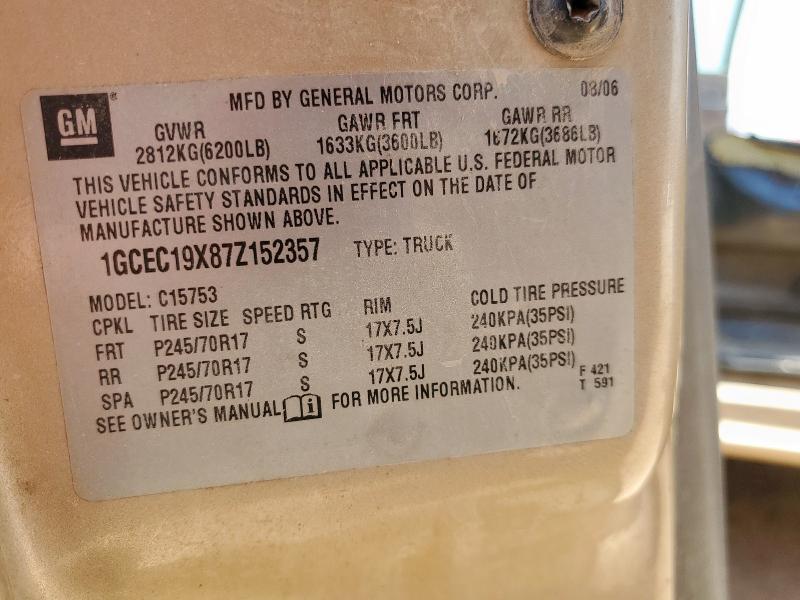 GM
MFD BY GENERAL MOTORS CORP. 08/06
GVWR GAWR FRT GAWR RR
2812KG(6200LB) 1633KG(3600LB) 1672KG(3686LB)
THIS VEHICLE CONFORMS TO ALL APPLICABLE U.S. FEDERAL MOTOR
VEHICLE SAFETY STANDARDS IN EFFECT ON THE DATE OF
MANUFACTURE SHOWN ABOVE.
1GCEC19X87Z152357 TYPE: TRUCK
MODEL: C15753
CPKL TIRE SIZE SPEED RTG RIM COLD TIRE PRESSURE
FRT P245/70R17 S 17X7.5J 240KPA(35PSI)
RR P245/70R17 S 17X7.5J 240KPA(35PSI)
SPA P245/70R17 S 17X7.5J 240KPA(35PSI)
SEE OWNER'S MANUAL FOR MORE INFORMATION.
F 421
T 591